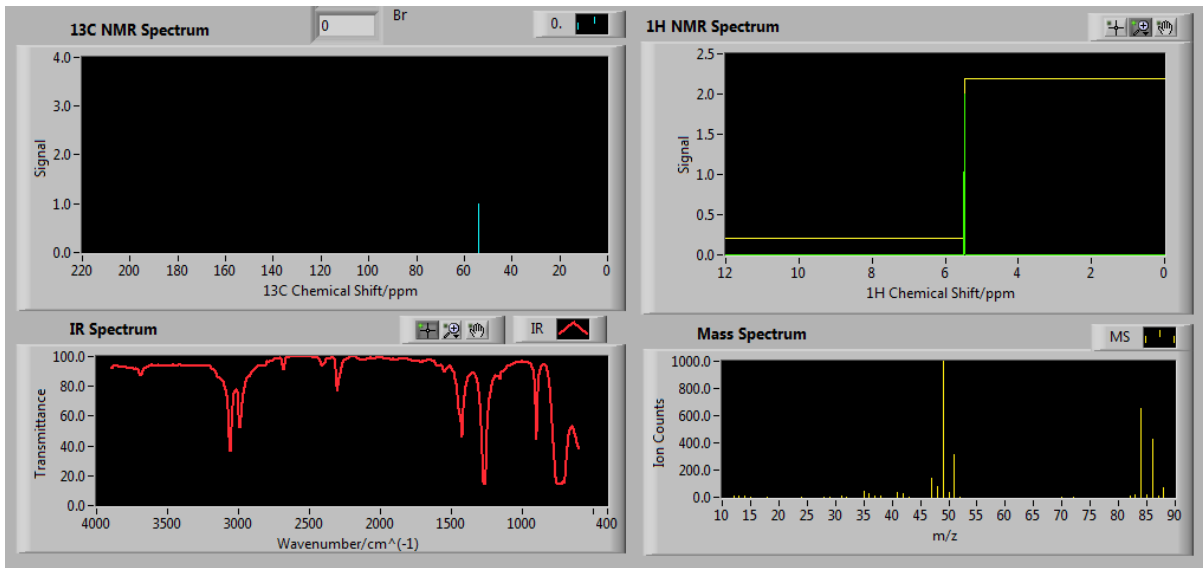 13C NMR Spectrum
0
Br
0.
4.0
3.0
2.0
1.0
0.0
Signal
220 200 180 160 140 120 100 80 60 40 20 0
13C Chemical Shift/ppm
1H NMR Spectrum
2.5
2.0
1.5
1.0
0.5
0.0
Signal
12 10 8 6 4 2 0
1H Chemical Shift/ppm
IR Spectrum
IR
100.0
80.0
60.0
40.0
20.0
0.0
Transmittance
4000 3500 3000 2500 2000 1500 1000 400
Wavenumber/cm^(-1)
Mass Spectrum
MS
1000.0
800.0
600.0
400.0
200.0
0.0
Ion Counts
10 15 20 25 30 35 40 45 50 55 60 65 70 75 80 85 90
m/z